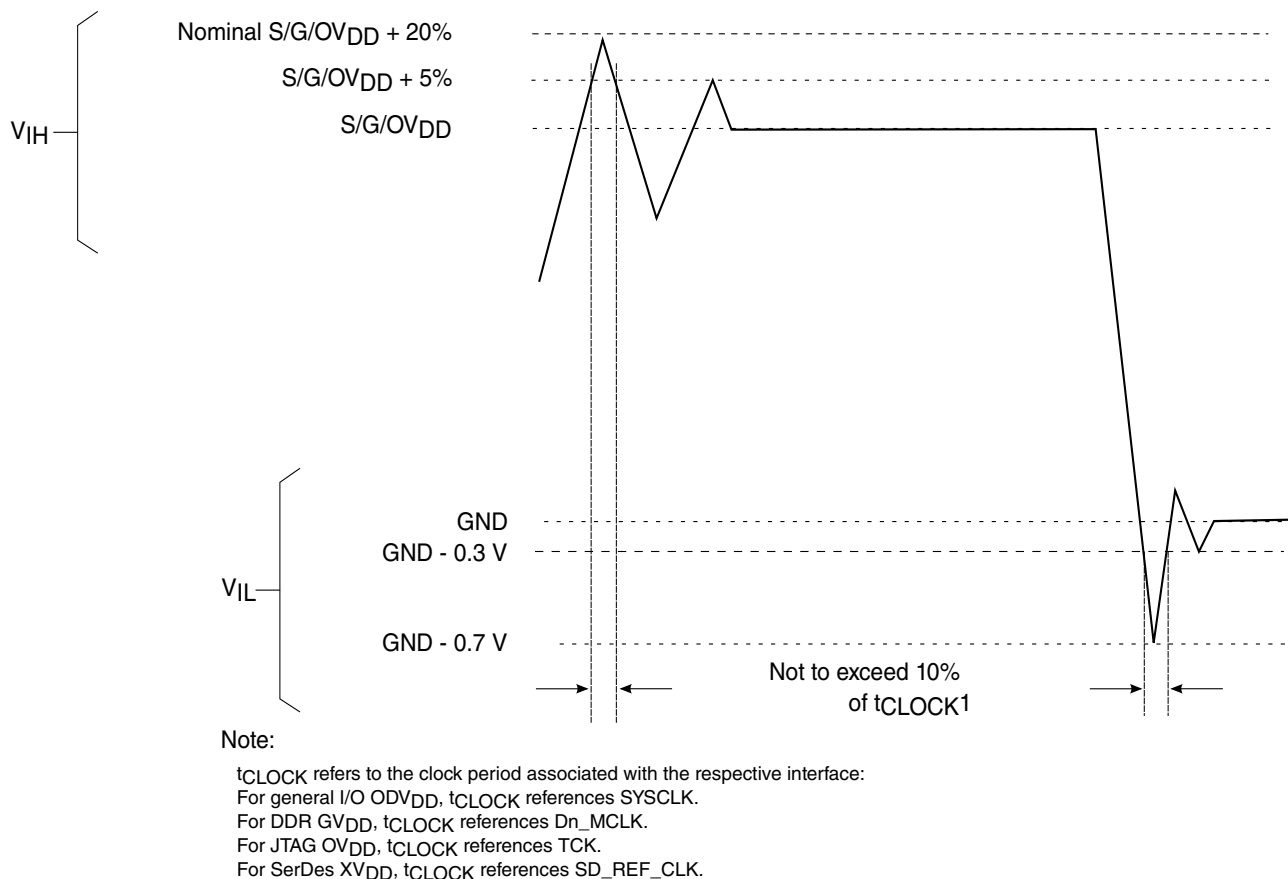 Nominal S/G/OVDD + 20%
S/G/OVDD + 5%
S/G/OVDD
VIH
GND
GND - 0.3 V
VIL
GND - 0.7 V
Not to exceed 10%
of tCLOCK1
Note:
tCLOCK refers to the clock period associated with the respective interface:
For general I/O ODVDD, tCLOCK references SYSCLK.
For DDR GVDD, tCLOCK references Dn_MCLK.
For JTAG OVDD, tCLOCK references TCK.
For SerDes XVDD, tCLOCK references SD_REF_CLK.